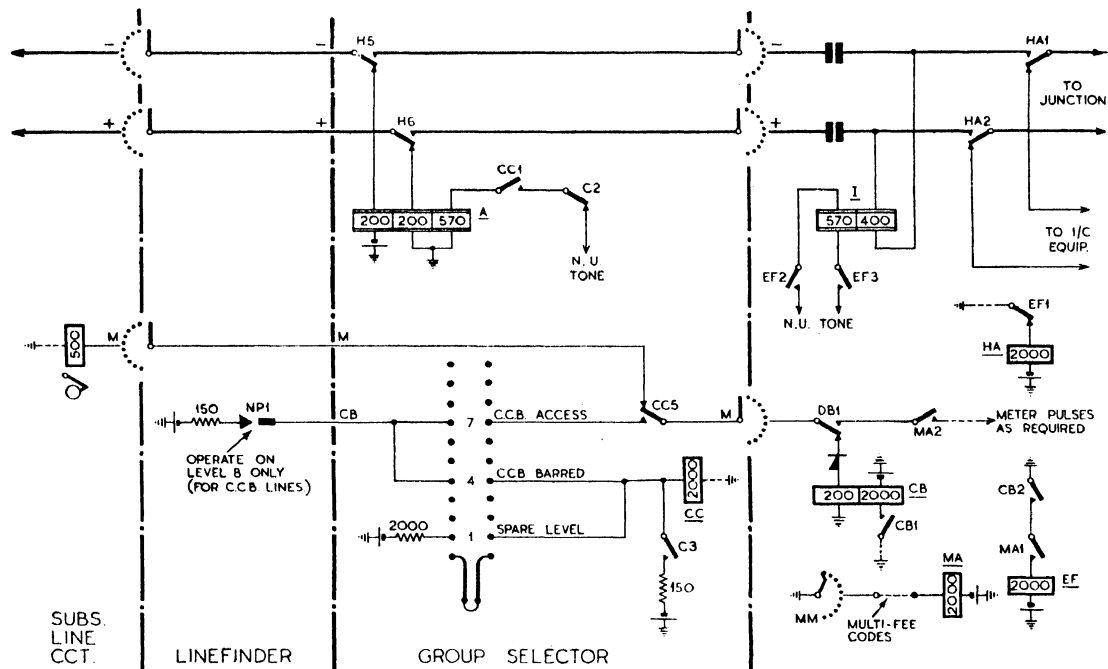 H5
HA1
TO
JUNCTION
H6
HA2
CC1
C2
A
200 200 570
N. U.
TONE
I
570 400
EF2
EF3
N.U. TONE
TO I/C
EQUIP.
EF1
HA
2000
M
500
M
150
NP1
CB
OPERATE ON
LEVEL 8 ONLY
(FOR C.C.B. LINES)
7
C.C.B. ACCESS
CC5
M
DB1
MA2
METER PULSES
AS REQUIRED
4
C.C.B. BARRED
2000
CC
200 2000
CB
CB1
CB2
MA1
2000
1
SPARE LEVEL
C3
150
MA
2000
MM
MULTI-FEE
CODES
2000
EF
SUBS.
LINE
CCT.
LINEFINDER
GROUP SELECTOR